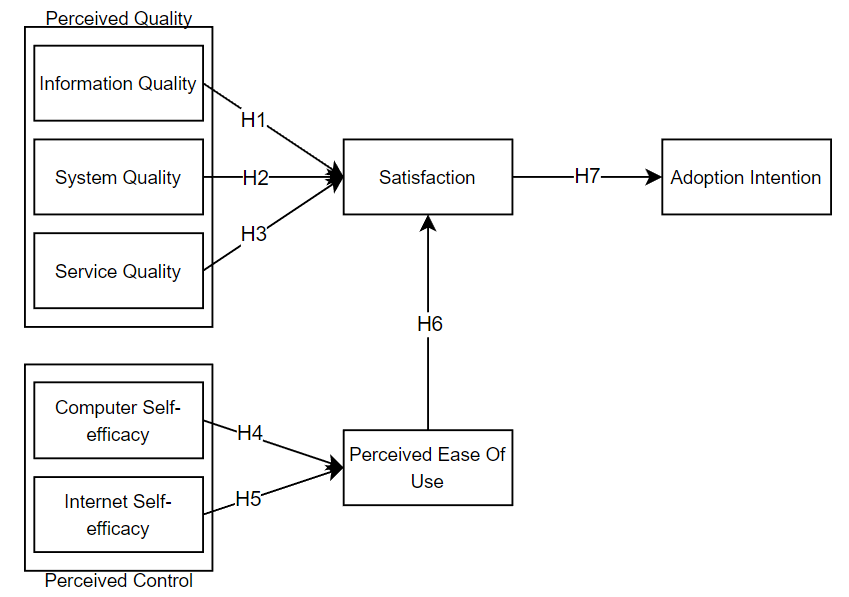 Perceived Quality
Information Quality
H1
System Quality
H2
Satisfaction
H7
Adoption Intention
H3
Service Quality
H6
Computer Self-
efficacy
H4
Perceived Ease Of
Use
Internet Self-
efficacy
H5
Perceived Control